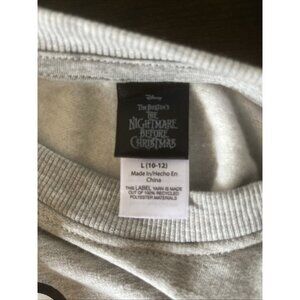 Disney
Tim Burton's
THE
NIGHTMARE
BEFORE
CHRISTMAS
L (10-12)
Made In/Hecho En
China
THIS LABEL YARN IS MADE
OUT OF 100% RECYCLED
POLYESTER MATERIALS